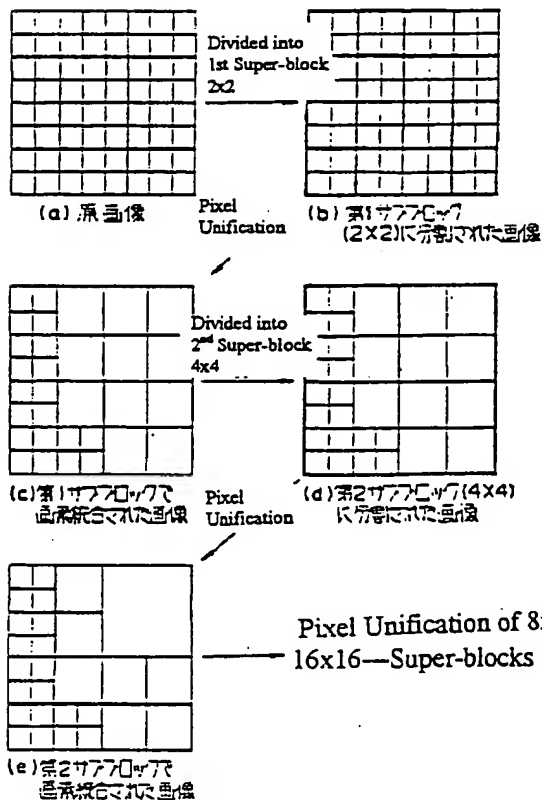 Divided into
1st Super-block
2x2
(a) 原画像
Pixel
Unification
(b) 第1サブブロック
(2×2)に分割された画像
Divided into
2nd Super-block
4x4
(c) 第1サブブロックで
画素統合された画像
Pixel
Unification
(d) 第2サブブロック(4×4)
に分割された画像
Pixel Unification of 8
16x16—Super-blocks
(e) 第2サブブロックで
画素統合された画像